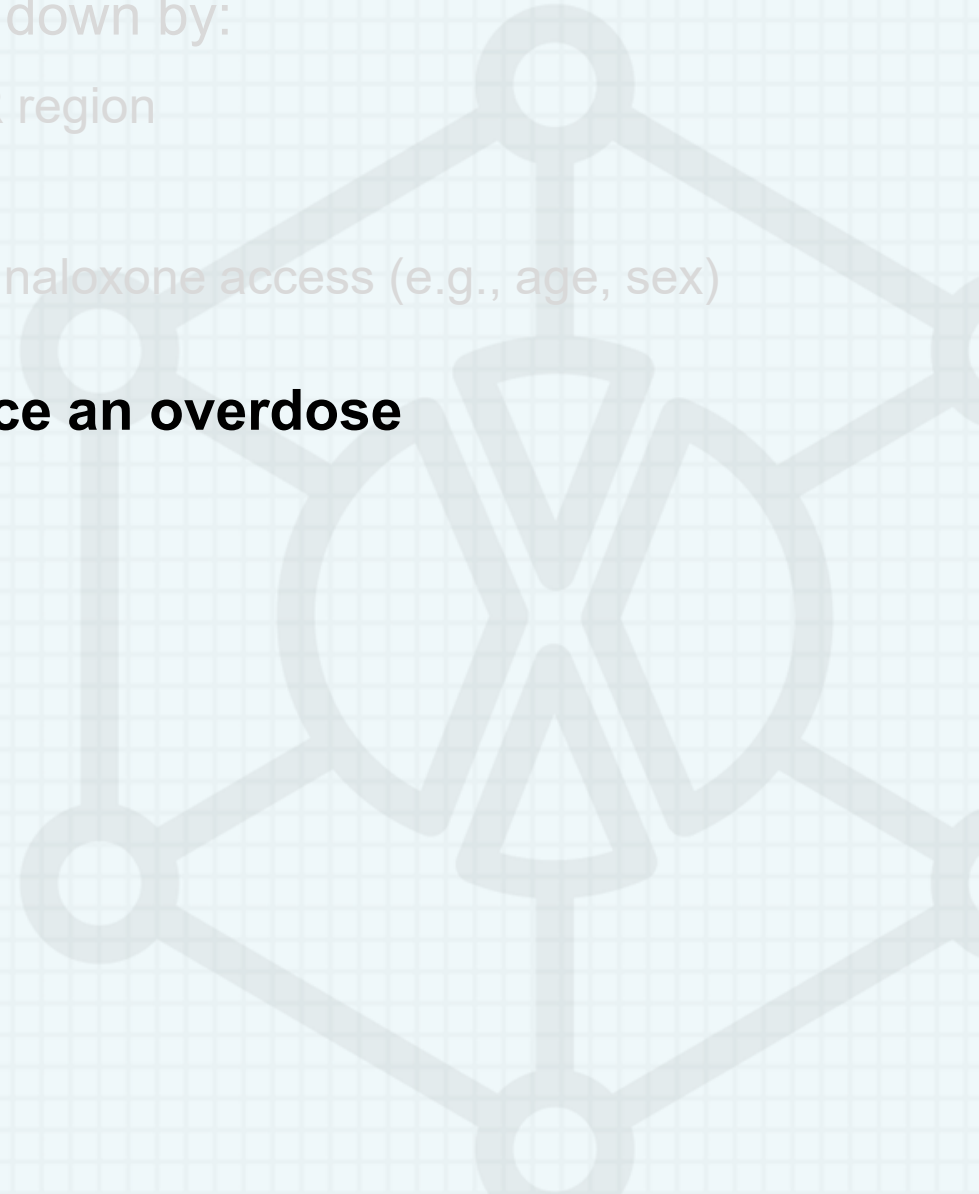 down by:
region
naloxone access (e.g., age, sex)
ce an overdose